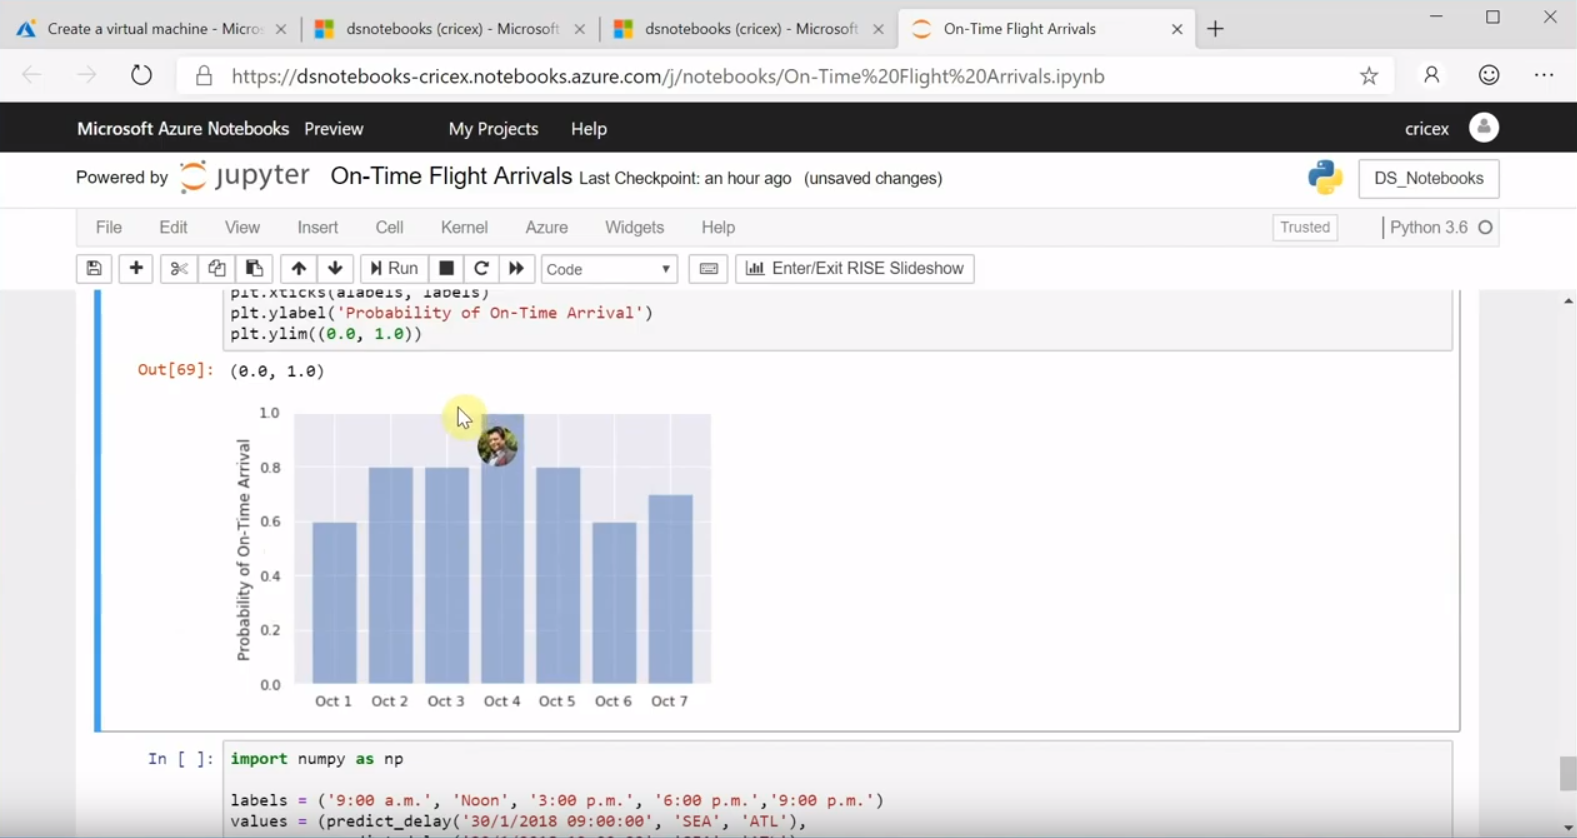 Create a virtual machine - Micros
dsnotebooks (cricex) - Microsoft
dsnotebooks (cricex) - Microsoft
On-Time Flight Arrivals
https://dsnotebooks-cricex.notebooks.azure.com/j/notebooks/On-Time%20Flight%20Arrivals.ipynb
Microsoft Azure Notebooks Preview My Projects Help cricex
Powered by jupyter On-Time Flight Arrivals Last Checkpoint: an hour ago (unsaved changes) DS_Notebooks
File Edit View Insert Cell Kernel Azure Widgets Help Trusted Python 3.6
Run Code Enter/Exit RISE Slideshow
plt.xticks(alabels, labels)
plt.ylabel('Probability of On-Time Arrival')
plt.ylim((0.0, 1.0))
Out[69]: (0.0, 1.0)
Probability of On-Time Arrival
1.0
0.8
0.6
0.4
0.2
0.0
Oct 1 Oct 2 Oct 3 Oct 4 Oct 5 Oct 6 Oct 7
In [ ]: import numpy as np
labels = ('9:00 a.m.', 'Noon', '3:00 p.m.', '6:00 p.m.','9:00 p.m.')
values = (predict_delay('30/1/2018 09:00:00', 'SEA', 'ATL'),